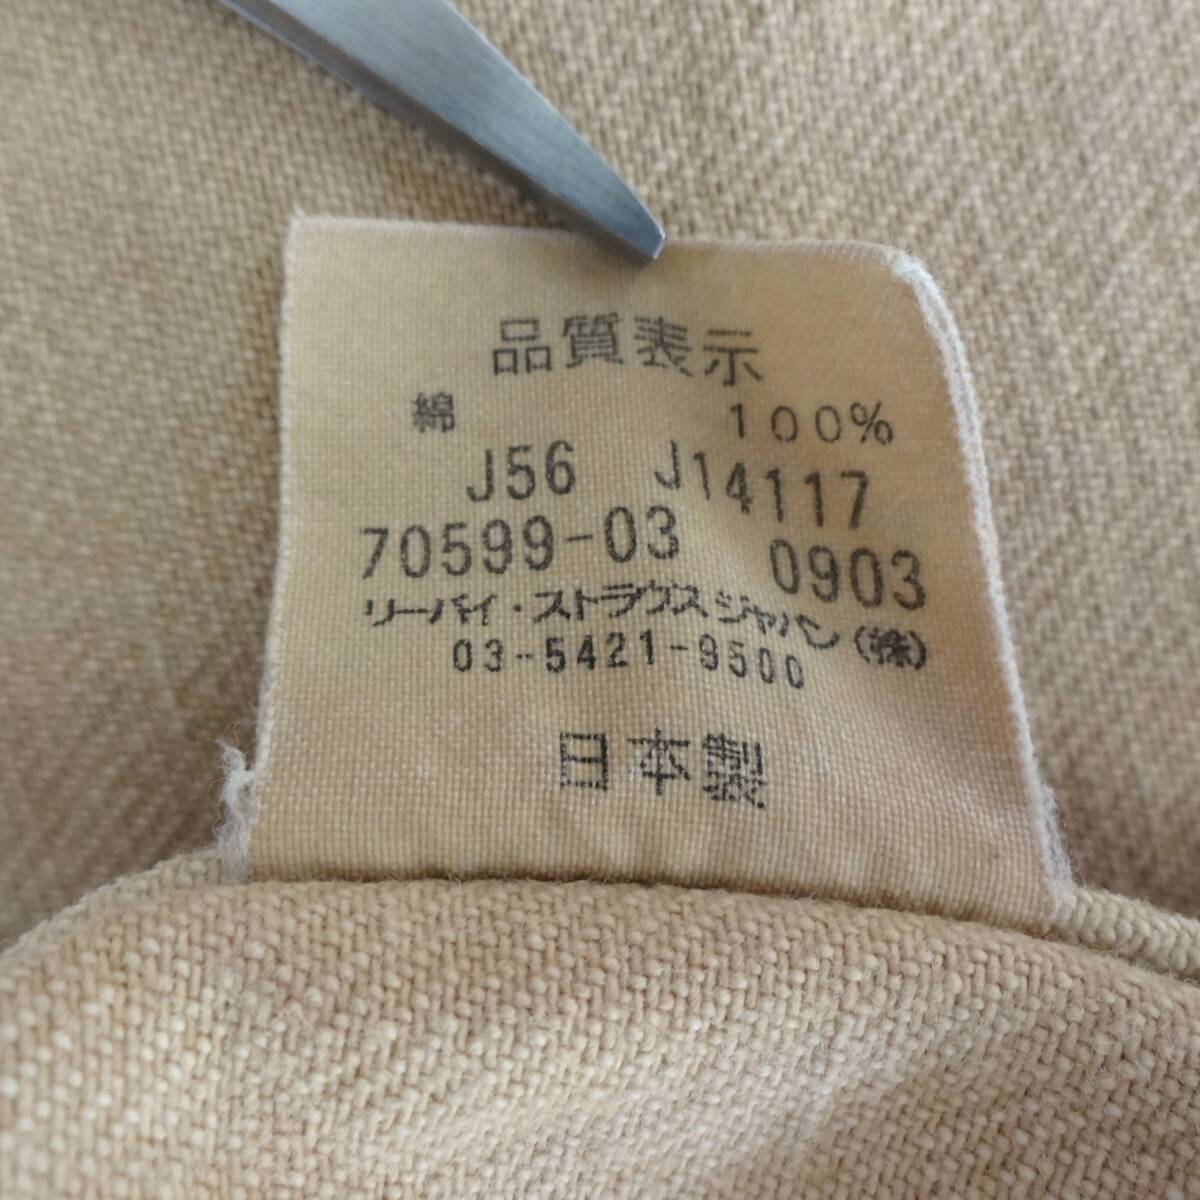 品質表示
綿 100%
J56 J14117
70599-03 0903
リーバイ・ストラウスジャパン(株)
03-5421-9500
日本製